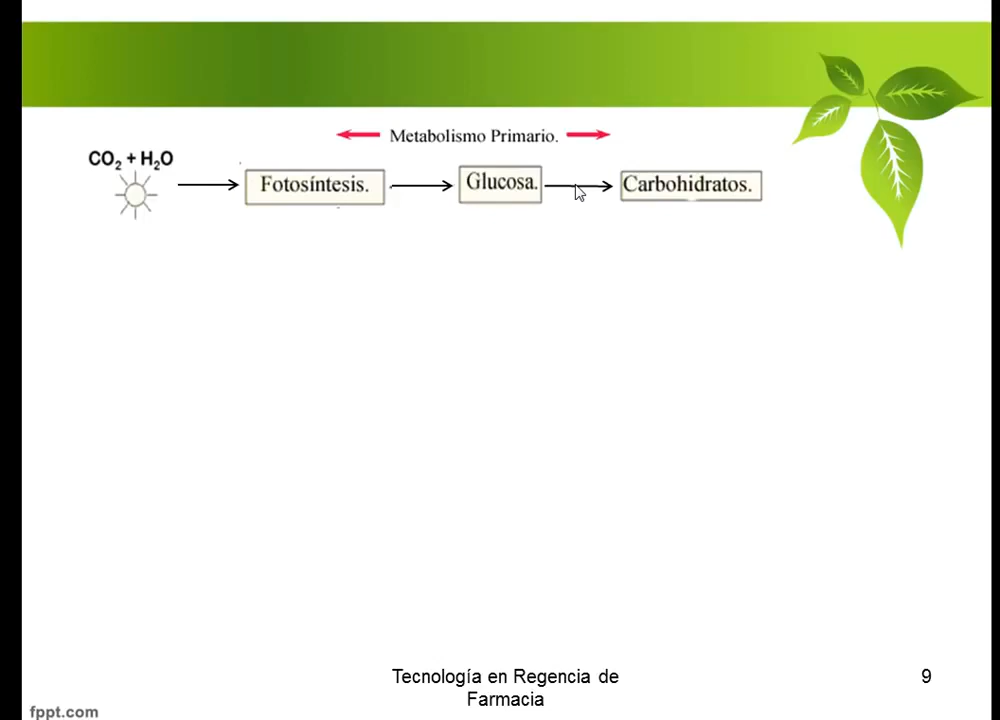 Metabolismo Primario.
CO₂ + H₂O
Fotosíntesis.
Glucosa.
Carbohidratos.
Tecnología en Regencia de
Farmacia
9
fppt.com